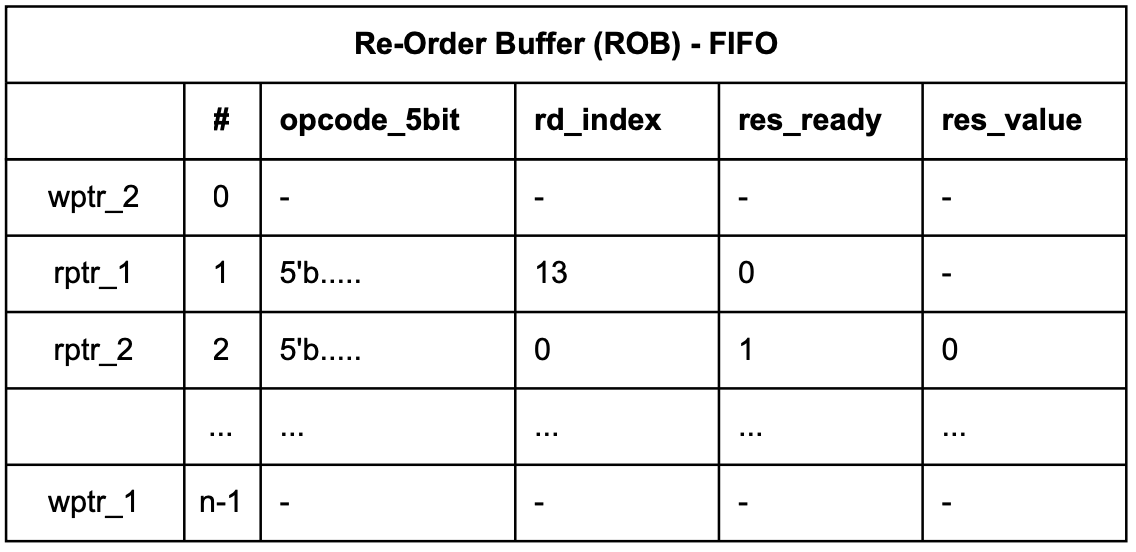 Re-Order Buffer (ROB) - FIFO
# opcode_5bit rd_index res_ready res_value
wptr_2 0 - - - -
rptr_1 1 5'b..... 13 0 -
rptr_2 2 5'b..... 0 1 0
... ... ... ... ...
wptr_1 n-1 - - - -